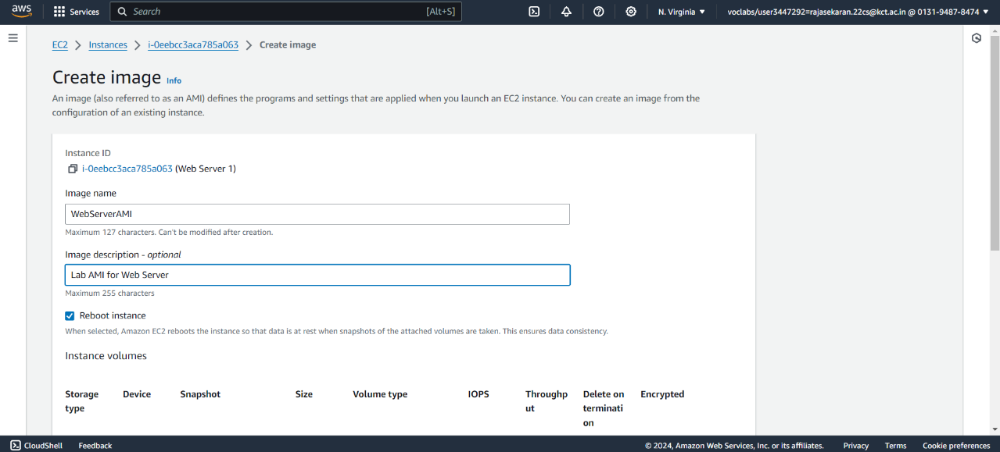 aws
Services
Search
[Alt+S]
N. Virginia
voclabs/user3447292=rajasekaran.22cs@kct.ac.in @ 0131-9487-8474
EC2
Instances
i-0eebcc3aca785a063
Create image
Create image Info
An image (also referred to as an AMI) defines the programs and settings that are applied when you launch an EC2 instance. You can create an image from the
configuration of an existing instance.
Instance ID
i-0eebcc3aca785a063 (Web Server 1)
Image name
WebServerAMI
Maximum 127 characters. Can't be modified after creation.
Image description - optional
Lab AMI for Web Server
Maximum 255 characters
Reboot instance
When selected, Amazon EC2 reboots the instance so that data is at rest when snapshots of the attached volumes are taken. This ensures data consistency.
Instance volumes
Storage
type
Device
Snapshot
Size
Volume type
IOPS
Throughp
ut
Delete on
terminati
on
Encrypted
CloudShell
Feedback
© 2024, Amazon Web Services, Inc. or its affiliates.
Privacy
Terms
Cookie preferences